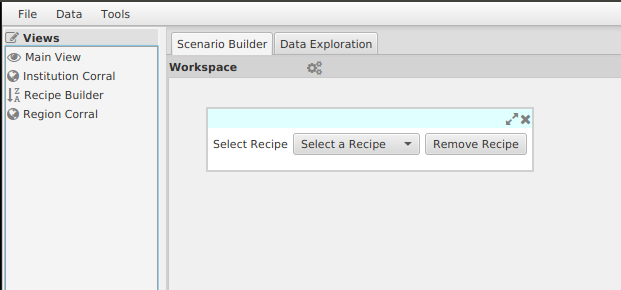 File Data Tools
Views
Main View
Institution Corral
Recipe Builder
Region Corral
Scenario Builder Data Exploration
Workspace
Select Recipe Select a Recipe Remove Recipe